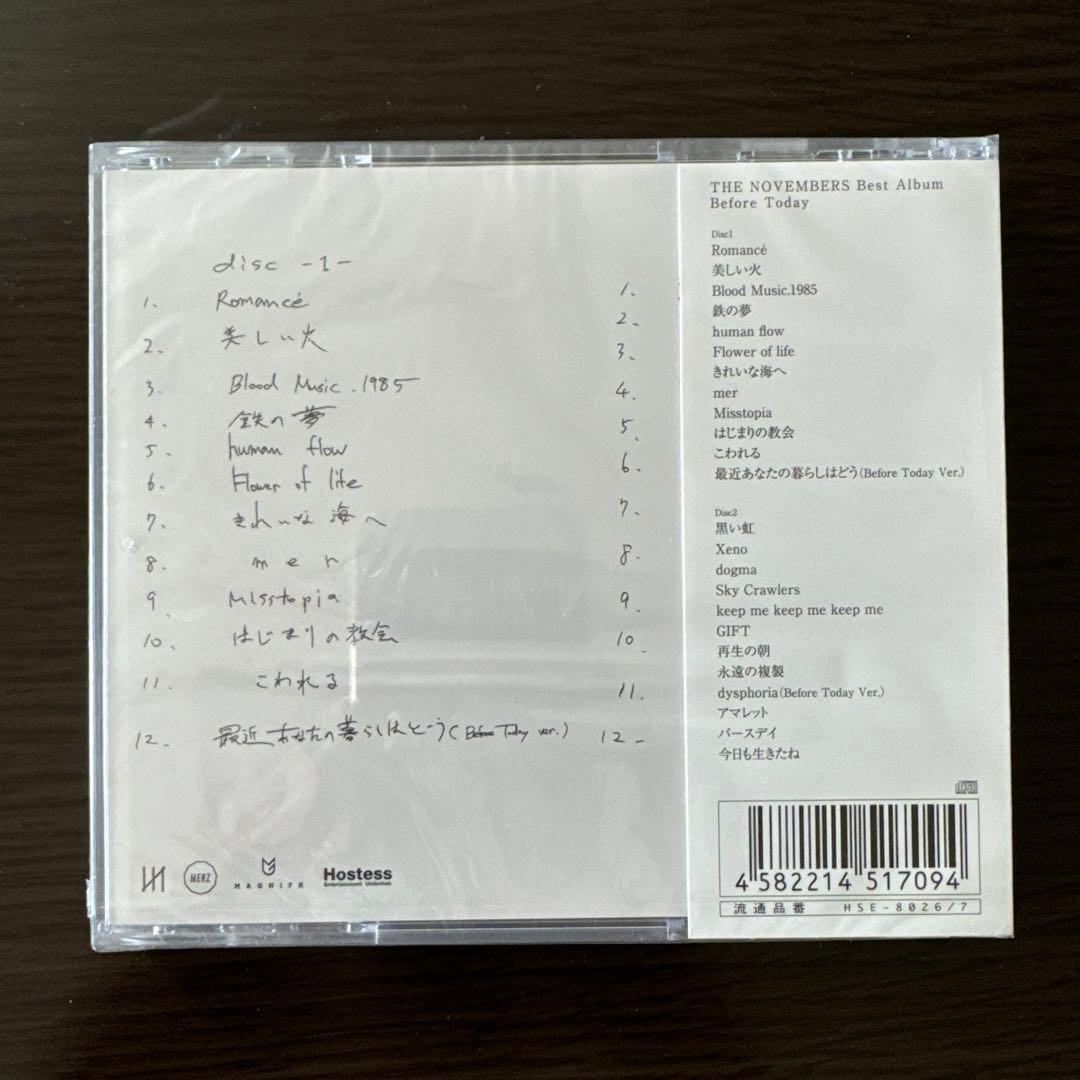 disc -1-
1. Romancé
2. 美しい火
3. Blood Music.1985
4. 鉄の夢
5. human flow
6. Flower of life
7. きれいな海へ
8. mer
9. Misstopia
10. はじまりの教会
11. こわれる
12. 最近あなたの暮らしはどう(Before Today ver.)
1.
2.
3.
4.
5.
6.
7.
8.
9.
10.
11.
12.
MERZ
MAGNIPH
Hostess
Entertainment Unlimited.
THE NOVEMBERS Best Album
Before Today
Disc1
Romancé
美しい火
Blood Music.1985
鉄の夢
human flow
Flower of life
きれいな海へ
mer
Misstopia
はじまりの教会
こわれる
最近あなたの暮らしはどう(Before Today Ver.)
Disc2
黒い虹
Xeno
dogma
Sky Crawlers
keep me keep me keep me
GIFT
再生の朝
永遠の複製
dysphoria(Before Today Ver.)
アマレット
バースデイ
今日も生きたね
4 582214 517094
流通品番 HSE-8026/7